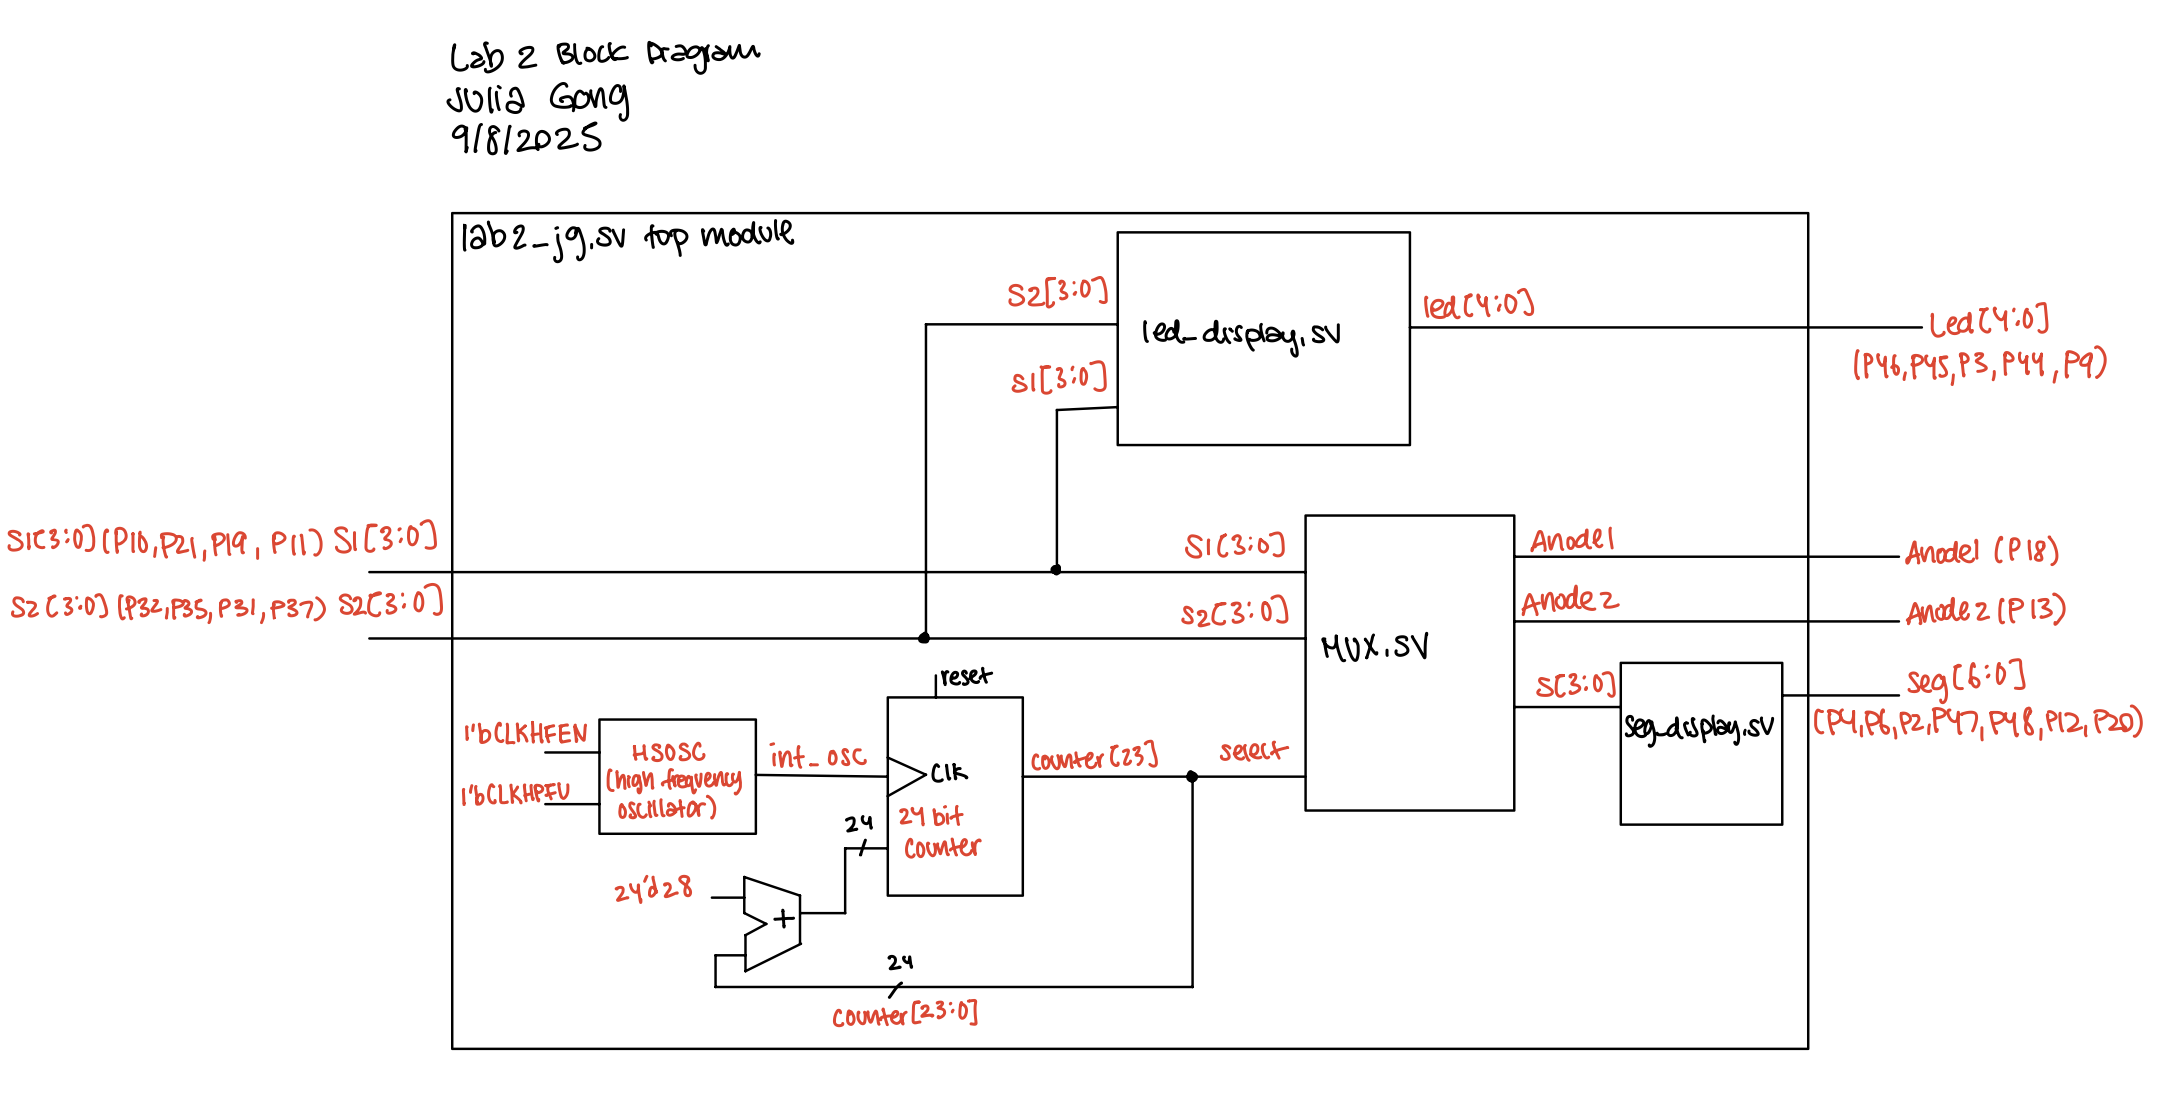 Lab 2 Block Diagram
Julia Gong
9/8/2025
lab2_jg.sv top module
S2[3:0]
led[4:0]
Led[4:0]
led_display.sv
(P46, P45, P3, P44, P9)
S1[3:0]
S1[3:0] (P10, P21, P19, P11) S1[3:0]
S1[3:0]
Anode1
Anode1 (P18)
S2[3:0] (P32, P35, P31, P37) S2[3:0]
S2[3:0]
Anode2
Anode2 (P13)
MUX.SV
reset
S[3:0]
Seg[6:0]
(P4, P6, P2, P47, P48, P12, P20)
seg_display.sv
1'bCLKHFEN
HSOSC
(high frequency
oscillator)
int_osc
clk
counter[23]
select
1'bCLKHPFU
24 bit
counter
24
24'd28
+
24
counter[23:0]